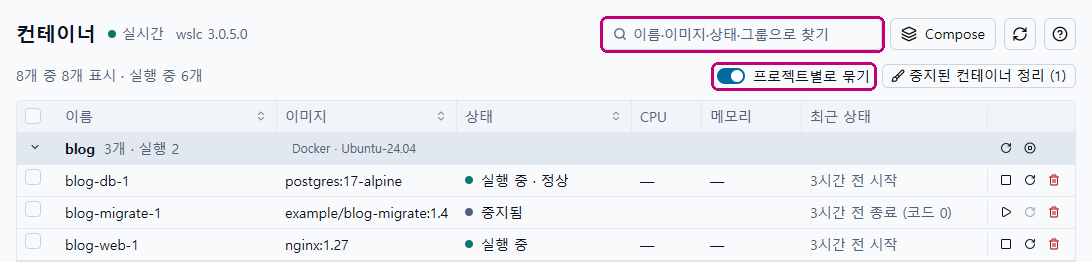 컨테이너 실시간 wslc 3.0.5.0 이름·이미지·상태·그룹으로 찾기 Compose
8개 중 8개 표시 · 실행 중 6개 프로젝트별로 묶기 중지된 컨테이너 정리 (1)
이름 이미지 상태 CPU 메모리 최근 상태
blog 3개 · 실행 2 Docker · Ubuntu-24.04
blog-db-1 postgres:17-alpine 실행 중 · 정상 — — 3시간 전 시작
blog-migrate-1 example/blog-migrate:1.4 중지됨 3시간 전 종료 (코드 0)
blog-web-1 nginx:1.27 실행 중 — — 3시간 전 시작